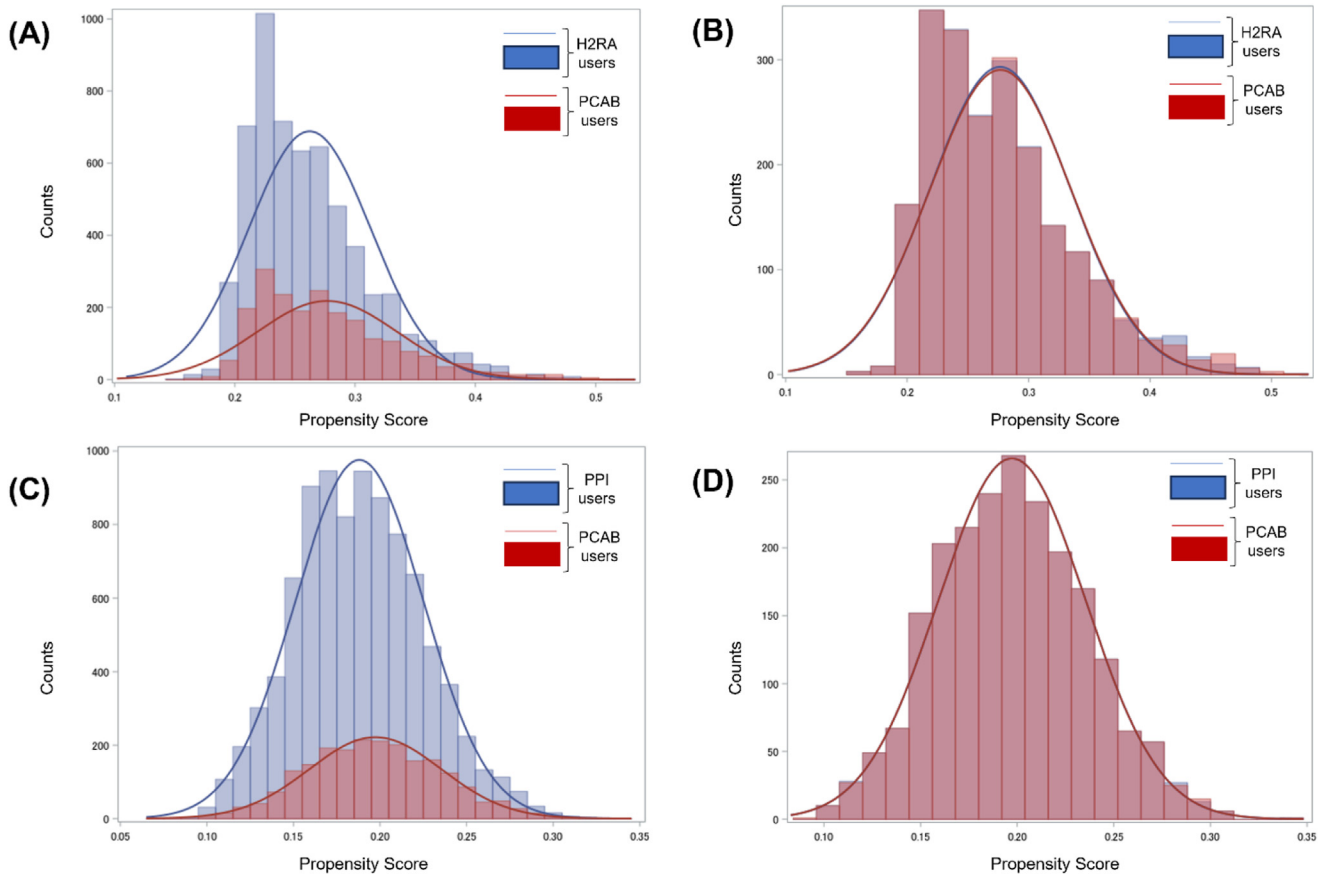 (A)
1000
800
600
400
200
0
Counts
0.1 0.2 0.3 0.4 0.5
Propensity Score
H2RA
users
PCAB
users
(B)
300
200
100
0
Counts
0.1 0.2 0.3 0.4 0.5
Propensity Score
H2RA
users
PCAB
users
(C)
1000
800
600
400
200
0
Counts
0.05 0.10 0.15 0.20 0.25 0.30 0.35
Propensity Score
PPI
users
PCAB
users
(D)
250
200
150
100
50
0
Counts
0.10 0.15 0.20 0.25 0.30 0.35
Propensity Score
PPI
users
PCAB
users